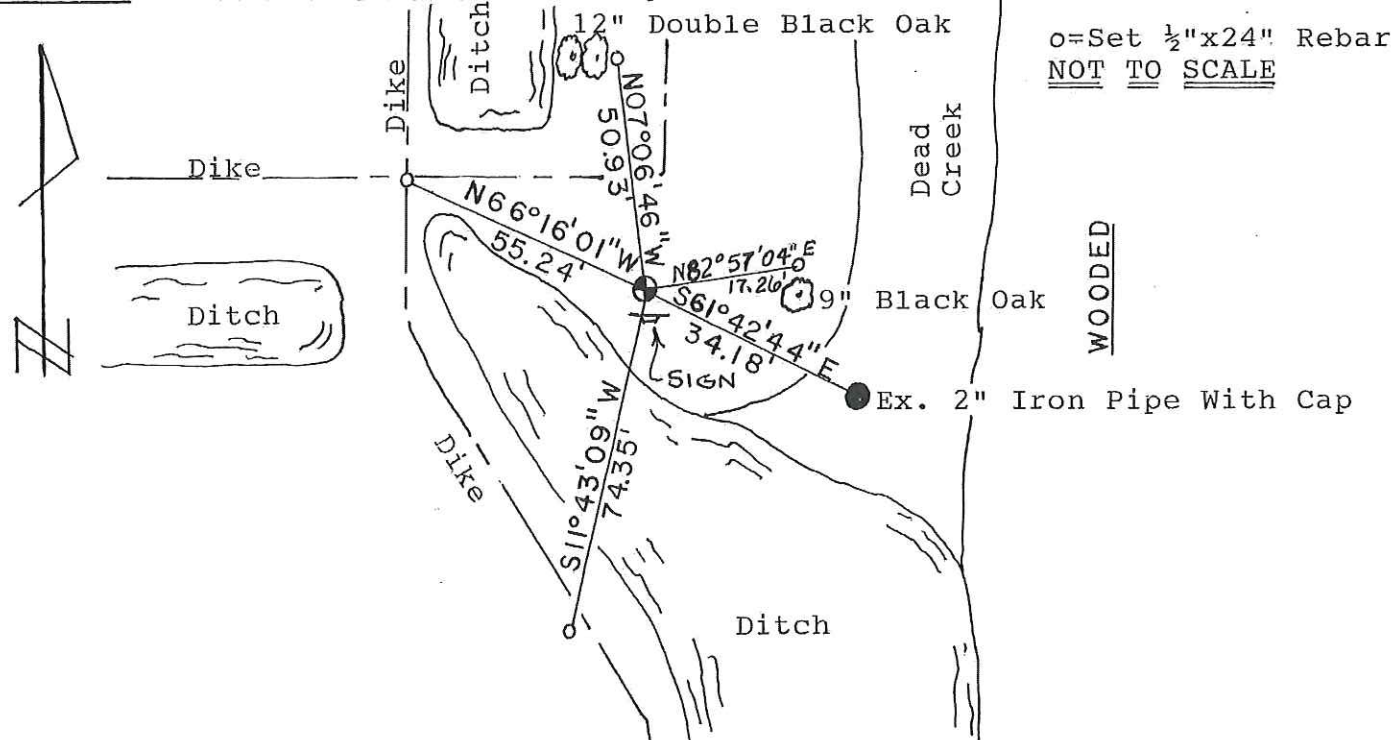 12" Double Black Oak
o=Set ½"x24" Rebar
NOT TO SCALE
Ditch
Dike
Dike
N07°06'46"W
50.93'
Dead
Creek
N66°16'01"W
55.24'
N82°57'04"E
17.26'
WOODED
Ditch
9" Black Oak
S61°42'44"E
34.18'
SIGN
Ex. 2" Iron Pipe With Cap
N
S11°43'09"W
74.35'
Dike
Ditch